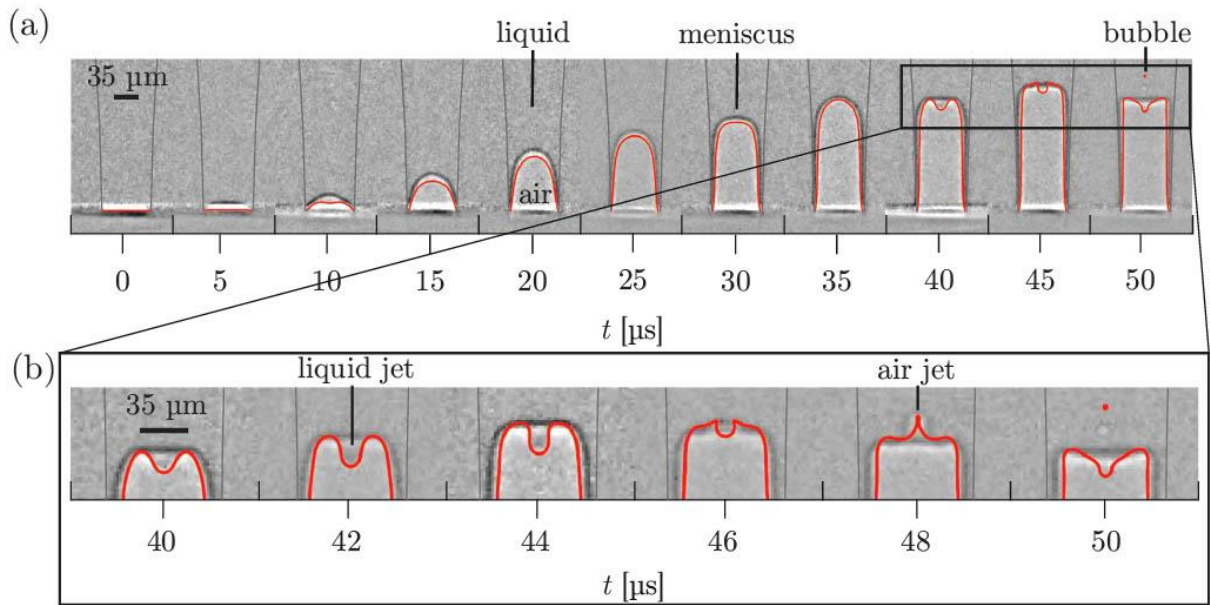 (a)
liquid
meniscus
bubble
35 µm
air
0 5 10 15 20 25 30 35 40 45 50
t [µs]
(b)
liquid jet
air jet
35 µm
40 42 44 46 48 50
t [µs]